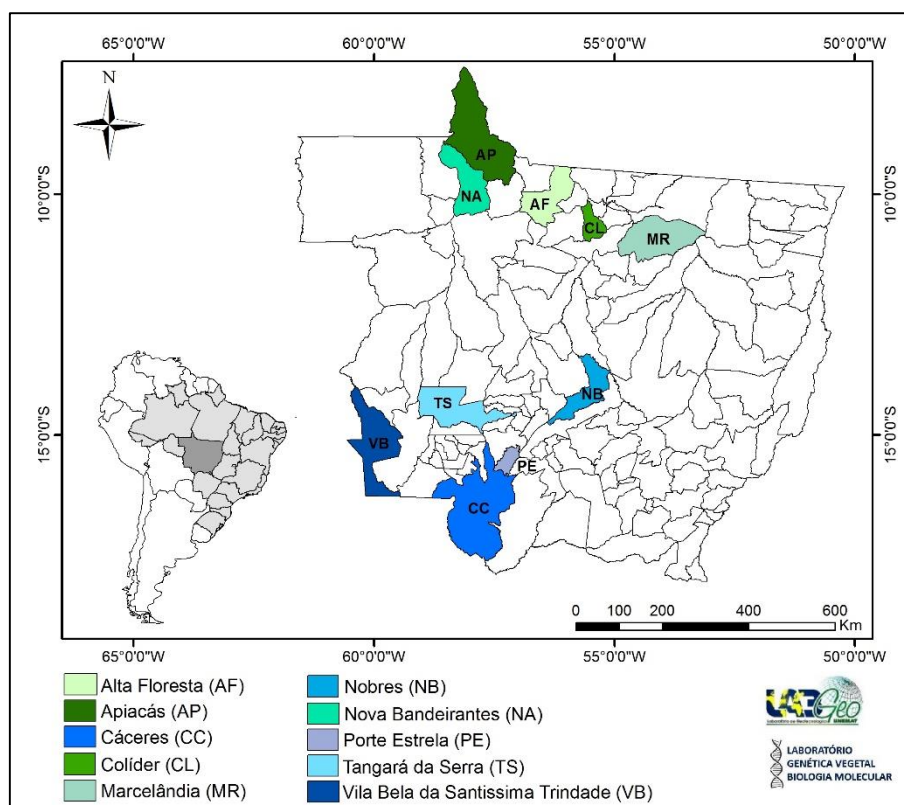 65°0'0"W 60°0'0"W 55°0'0"W 50°0'0"W
N
10°0'0"S
15°0'0"S
AP
NA
AF
CL
MR
TS
NB
VB
PE
CC
10°0'0"S
15°0'0"S
0 100 200 400 600
Km
65°0'0"W 60°0'0"W 55°0'0"W 50°0'0"W
Alta Floresta (AF)
Apiacás (AP)
Cáceres (CC)
Colíder (CL)
Marcelândia (MR)
Nobres (NB)
Nova Bandeirantes (NA)
Porte Estrela (PE)
Tangará da Serra (TS)
Vila Bela da Santissima Trindade (VB)
LABGeo
UNEMAT
LABORATÓRIO
GENÉTICA VEGETAL
BIOLOGIA MOLECULAR